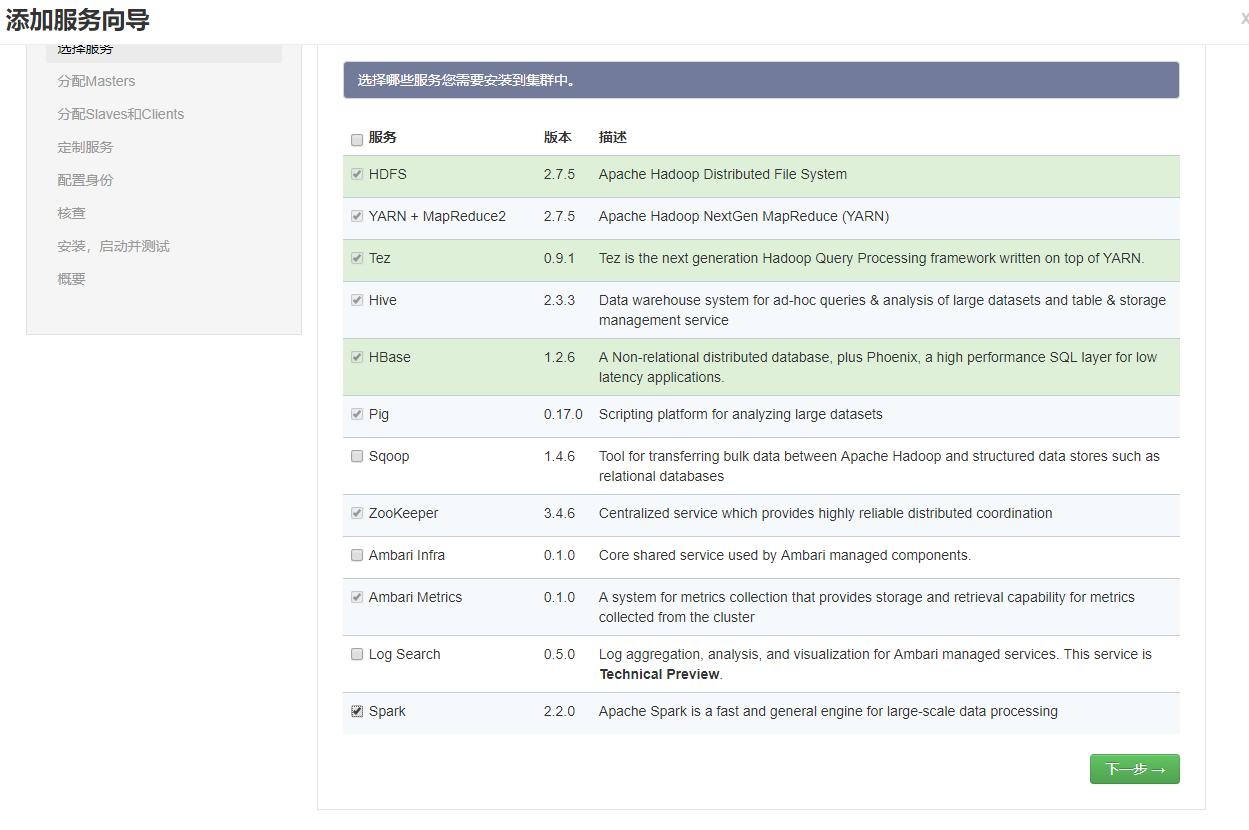 添加服务向导
x
选择服务
分配Masters
分配Slaves和Clients
定制服务
配置身份
核查
安装，启动并测试
概要
选择哪些服务您需要安装到集群中。
服务 版本 描述
HDFS 2.7.5 Apache Hadoop Distributed File System
YARN + MapReduce2 2.7.5 Apache Hadoop NextGen MapReduce (YARN)
Tez 0.9.1 Tez is the next generation Hadoop Query Processing framework written on top of YARN.
Hive 2.3.3 Data warehouse system for ad-hoc queries & analysis of large datasets and table & storage
management service
HBase 1.2.6 A Non-relational distributed database, plus Phoenix, a high performance SQL layer for low
latency applications.
Pig 0.17.0 Scripting platform for analyzing large datasets
Sqoop 1.4.6 Tool for transferring bulk data between Apache Hadoop and structured data stores such as
relational databases
ZooKeeper 3.4.6 Centralized service which provides highly reliable distributed coordination
Ambari Infra 0.1.0 Core shared service used by Ambari managed components.
Ambari Metrics 0.1.0 A system for metrics collection that provides storage and retrieval capability for metrics
collected from the cluster
Log Search 0.5.0 Log aggregation, analysis, and visualization for Ambari managed services. This service is
Technical Preview.
Spark 2.2.0 Apache Spark is a fast and general engine for large-scale data processing
下一步 →